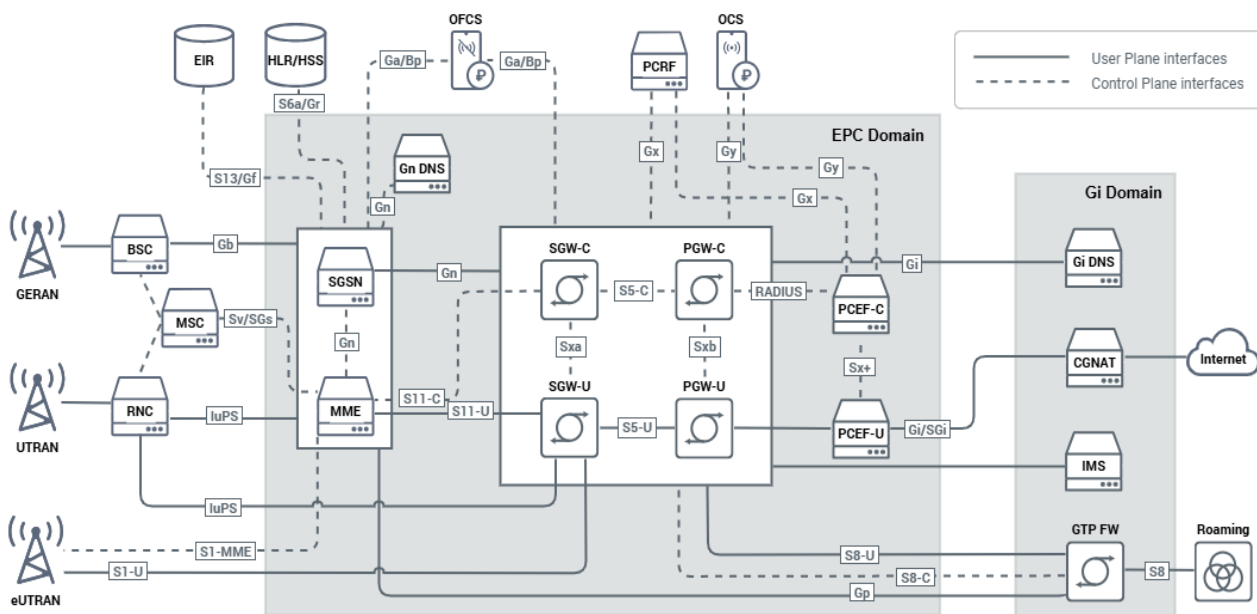 OFCS
OCS
EIR
HLR/HSS
Ga/Bp
₽
Ga/Bp
PCRF
₽
User Plane interfaces
Control Plane interfaces
S6a/Gr
EPC Domain
Gn DNS
Gx
Gy
Gy
S13/Gf
Gn
Gx
Gi Domain
BSC
Gb
SGW-C
PGW-C
GERAN
SGSN
Gn
Gi
Gi DNS
MSC
Sv/SGs
S5-C
RADIUS
PCEF-C
Gn
Sxa
Sxb
Sx+
CGNAT
Internet
SGW-U
PGW-U
RNC
IuPS
MME
S11-C
S11-U
S5-U
PCEF-U
Gi/SGi
UTRAN
IMS
IuPS
GTP FW
Roaming
S1-MME
S8-U
S1-U
S8-C
S8
Gp
eUTRAN